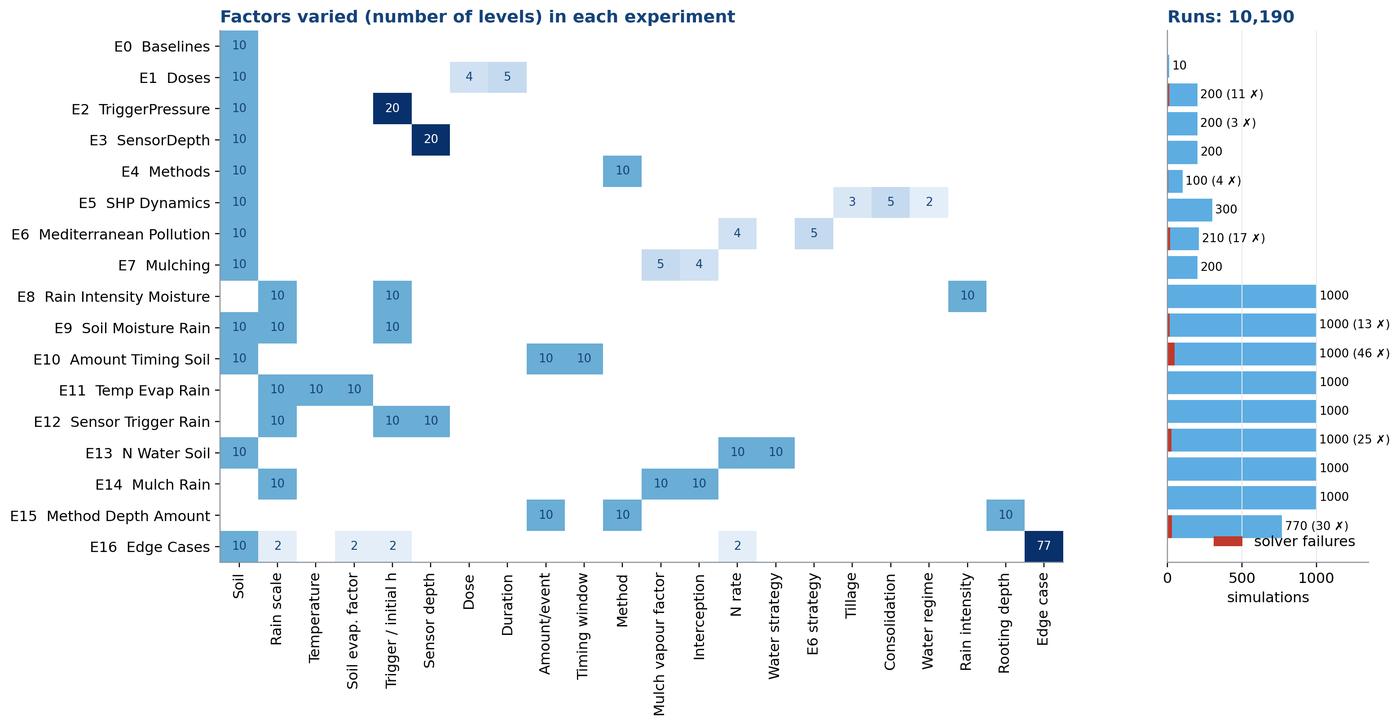 Factors varied (number of levels) in each experiment
Runs: 10,190
E0 Baselines 10 10
E1 Doses 10 4 5 200 (11 ✗)
E2 TriggerPressure 10 20 200 (3 ✗)
E3 SensorDepth 10 20 200
E4 Methods 10 10 100 (4 ✗)
E5 SHP Dynamics 10 3 5 2 300
E6 Mediterranean Pollution 10 4 5 210 (17 ✗)
E7 Mulching 10 5 4 200
E8 Rain Intensity Moisture 10 10 10 1000
E9 Soil Moisture Rain 10 10 10 1000 (13 ✗)
E10 Amount Timing Soil 10 10 10 1000 (46 ✗)
E11 Temp Evap Rain 10 10 10 1000
E12 Sensor Trigger Rain 10 10 10 1000
E13 N Water Soil 10 10 10 1000 (25 ✗)
E14 Mulch Rain 10 10 10 1000
E15 Method Depth Amount 10 10 10 1000
E16 Edge Cases 10 2 2 2 2 77 770 (30 ✗)
solver failures
Soil
Rain scale
Temperature
Soil evap. factor
Trigger / initial h
Sensor depth
Dose
Duration
Amount/event
Timing window
Method
Mulch vapour factor
Interception
N rate
Water strategy
E6 strategy
Tillage
Consolidation
Water regime
Rain intensity
Rooting depth
Edge case
0 500 1000
simulations